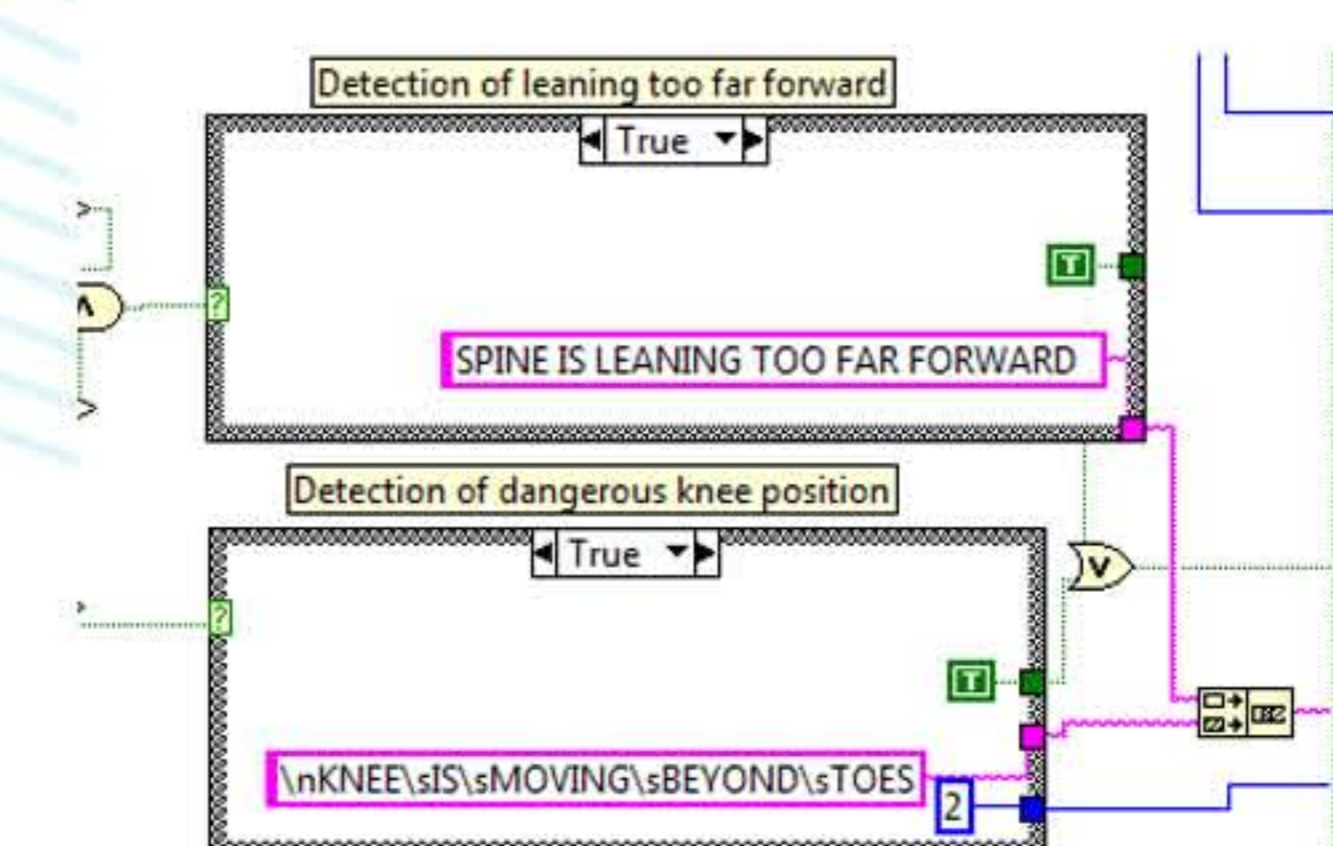 Detection of leaning too far forward
True
?
T
SPINE IS LEANING TOO FAR FORWARD
Detection of dangerous knee position
True
V
?
T
\nKNEE\sIS\sMOVING\sBEYOND\sTOES
2